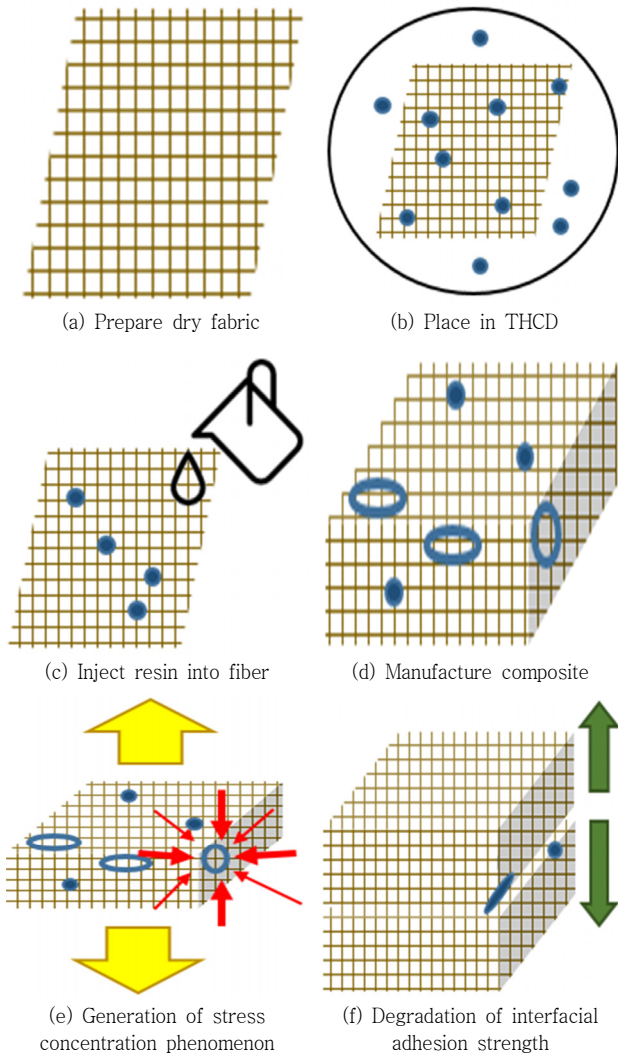 (a) Prepare dry fabric
(b) Place in THCD
(c) Inject resin into fiber
(d) Manufacture composite
(e) Generation of stress
concentration phenomenon
(f) Degradation of interfacial
adhesion strength